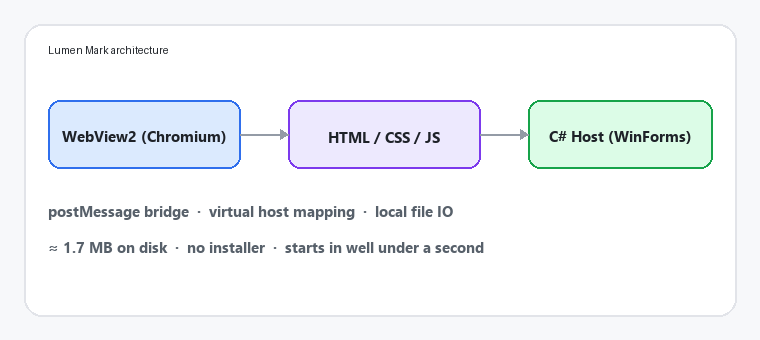 Lumen Mark architecture
WebView2 (Chromium)
HTML / CSS / JS
C# Host (WinForms)
postMessage bridge · virtual host mapping · local file IO
≈ 1.7 MB on disk · no installer · starts in well under a second